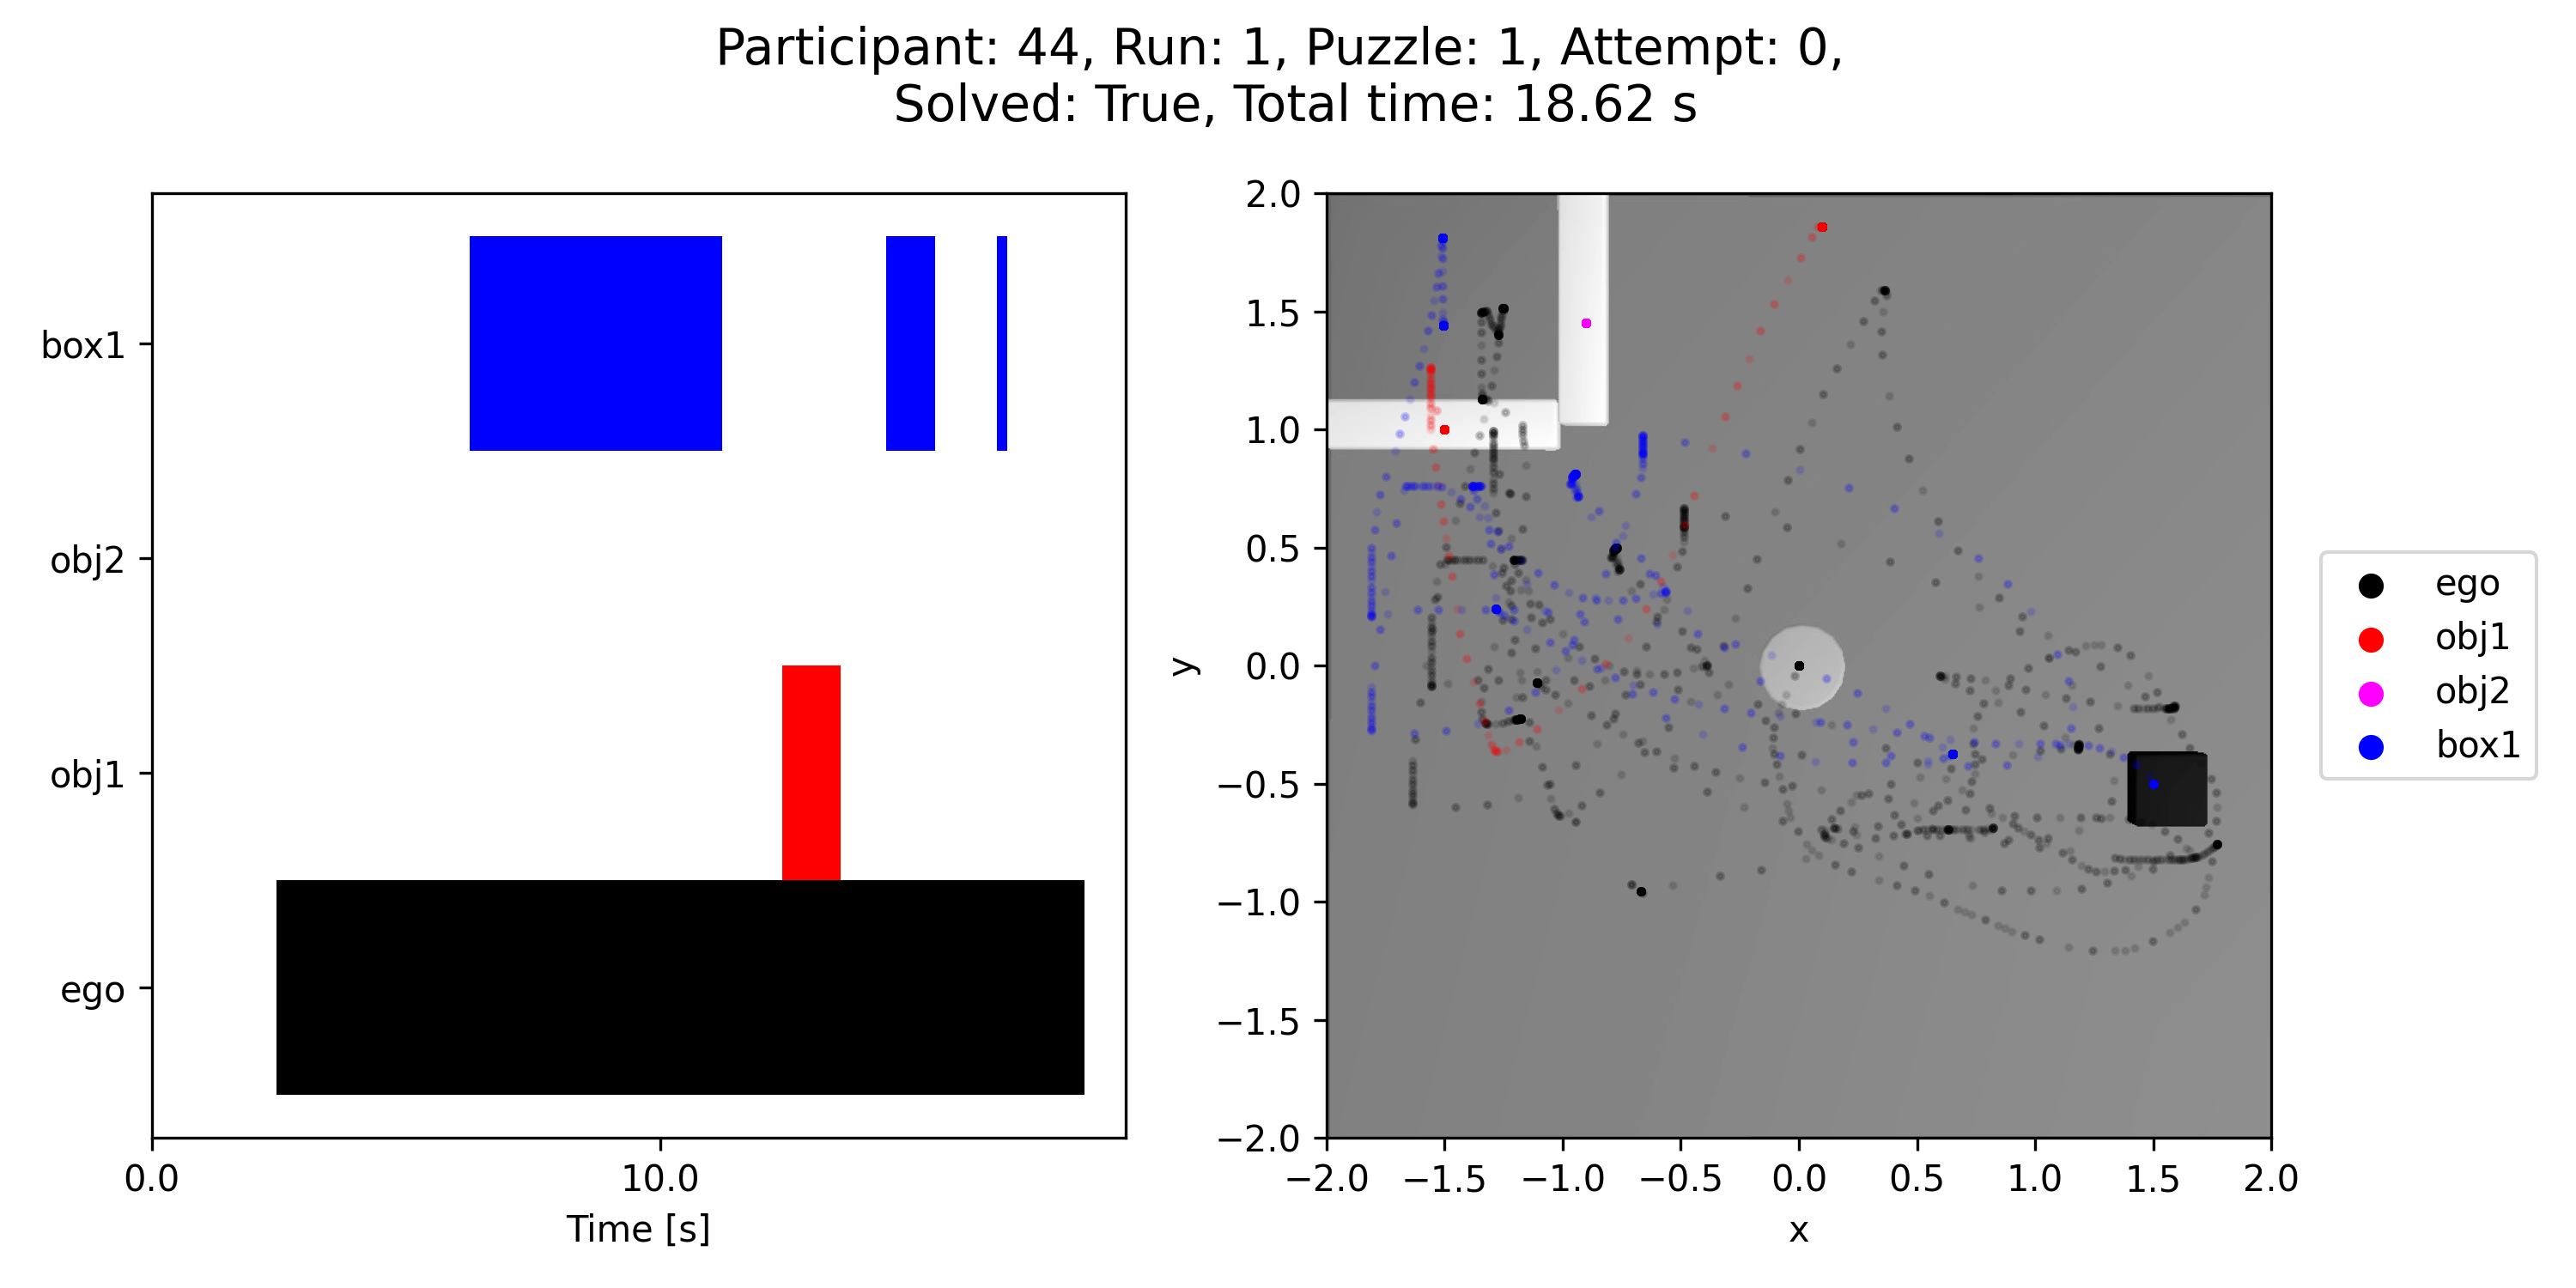 Participant: 44, Run: 1, Puzzle: 1, Attempt: 0,
Solved: True, Total time: 18.62 s
box1
obj2
obj1
ego
0.0
10.0
Time [s]
2.0
1.5
1.0
0.5
0.0
−0.5
−1.0
−1.5
−2.0
y
−2.0
−1.5
−1.0
−0.5
0.0
0.5
1.0
1.5
2.0
x
ego
obj1
obj2
box1